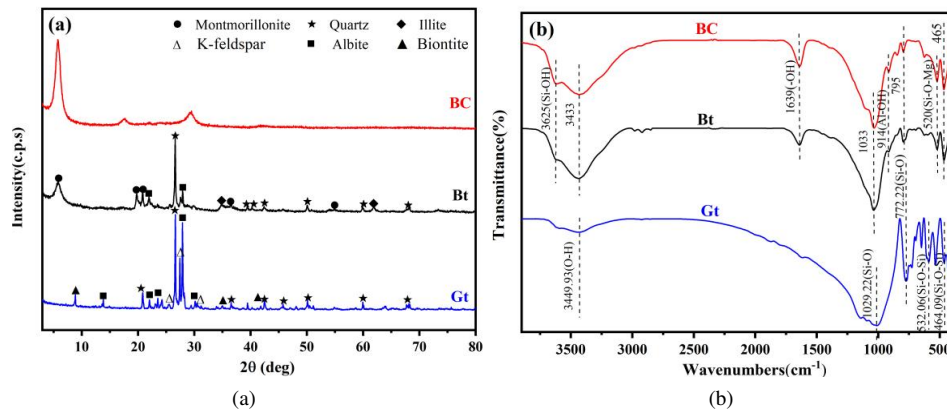 (a)
● Montmorillonite ★ Quartz ◆ Illite
△ K-feldspar ■ Albite ▲ Biontite
BC
Bt
Gt
Intensity(c.p.s)
0 10 20 30 40 50 60 70 80
2θ (deg)
(a)
(b)
BC
Bt
Gt
3625(Si-OH)
3433
1639(-OH)
1033
914(Al-OH)
795
520(Si-O-Mg)
465
3449.93(O-H)
1029.22(Si-O)
772.22(Si-O)
532.06(Si-O-Si)
464.09(Si-O-Si)
Transmittance(%)
3500 3000 2500 2000 1500 1000 500
Wavenumbers(cm⁻¹)
(b)